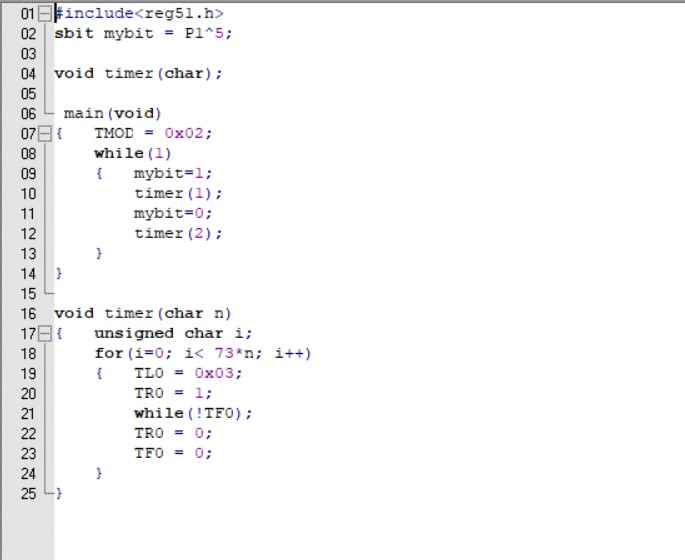 01 #include<reg51.h>
02 sbit mybit = P1^5;
03
04 void timer(char);
05
06 main(void)
07 { TMOD = 0x02;
08 while(1)
09 { mybit=1;
10 timer(1);
11 mybit=0;
12 timer(2);
13 }
14 }
15
16 void timer(char n)
17 { unsigned char i;
18 for(i=0; i< 73*n; i++)
19 { TL0 = 0x03;
20 TR0 = 1;
21 while(!TF0);
22 TR0 = 0;
23 TF0 = 0;
24 }
25 }